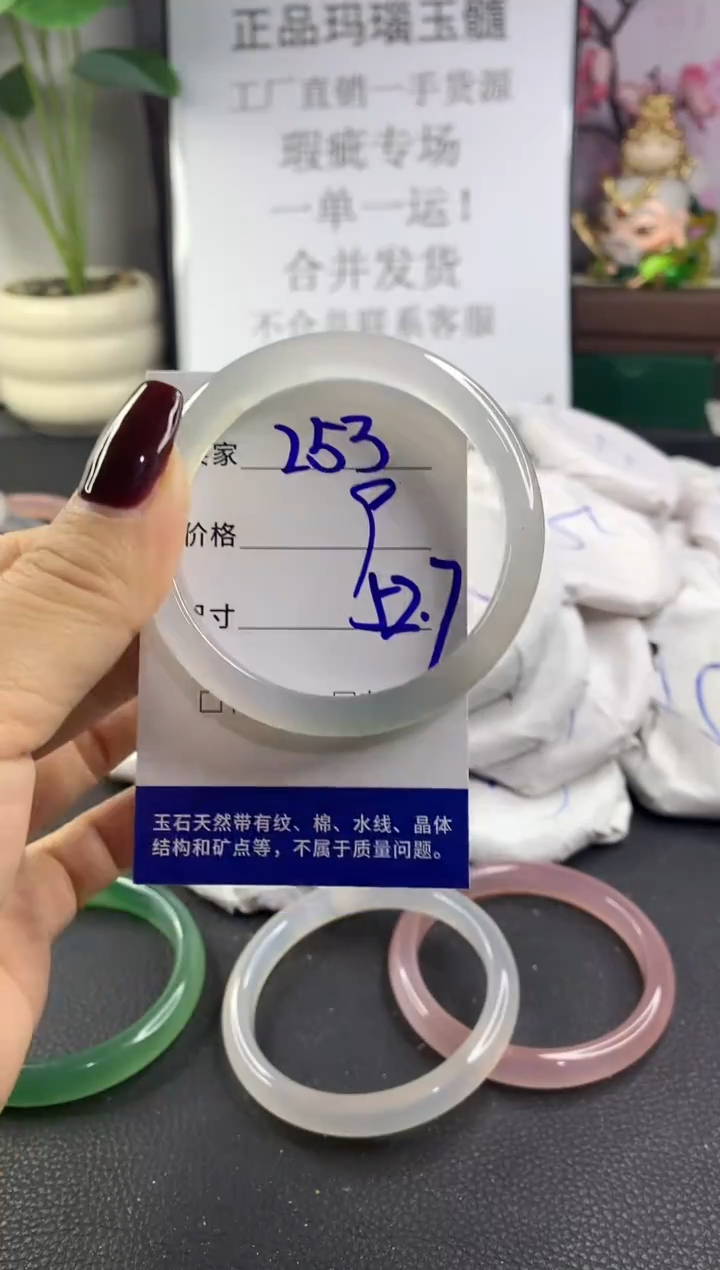 正品玛瑙玉髓
工厂直销一手货源
瑕疵专场
一单一运！
合并发货
不合并联系客服
家 253
价格 9
寸 52.7
玉石天然带有纹、棉、水线、晶体
结构和矿点等，不属于质量问题。